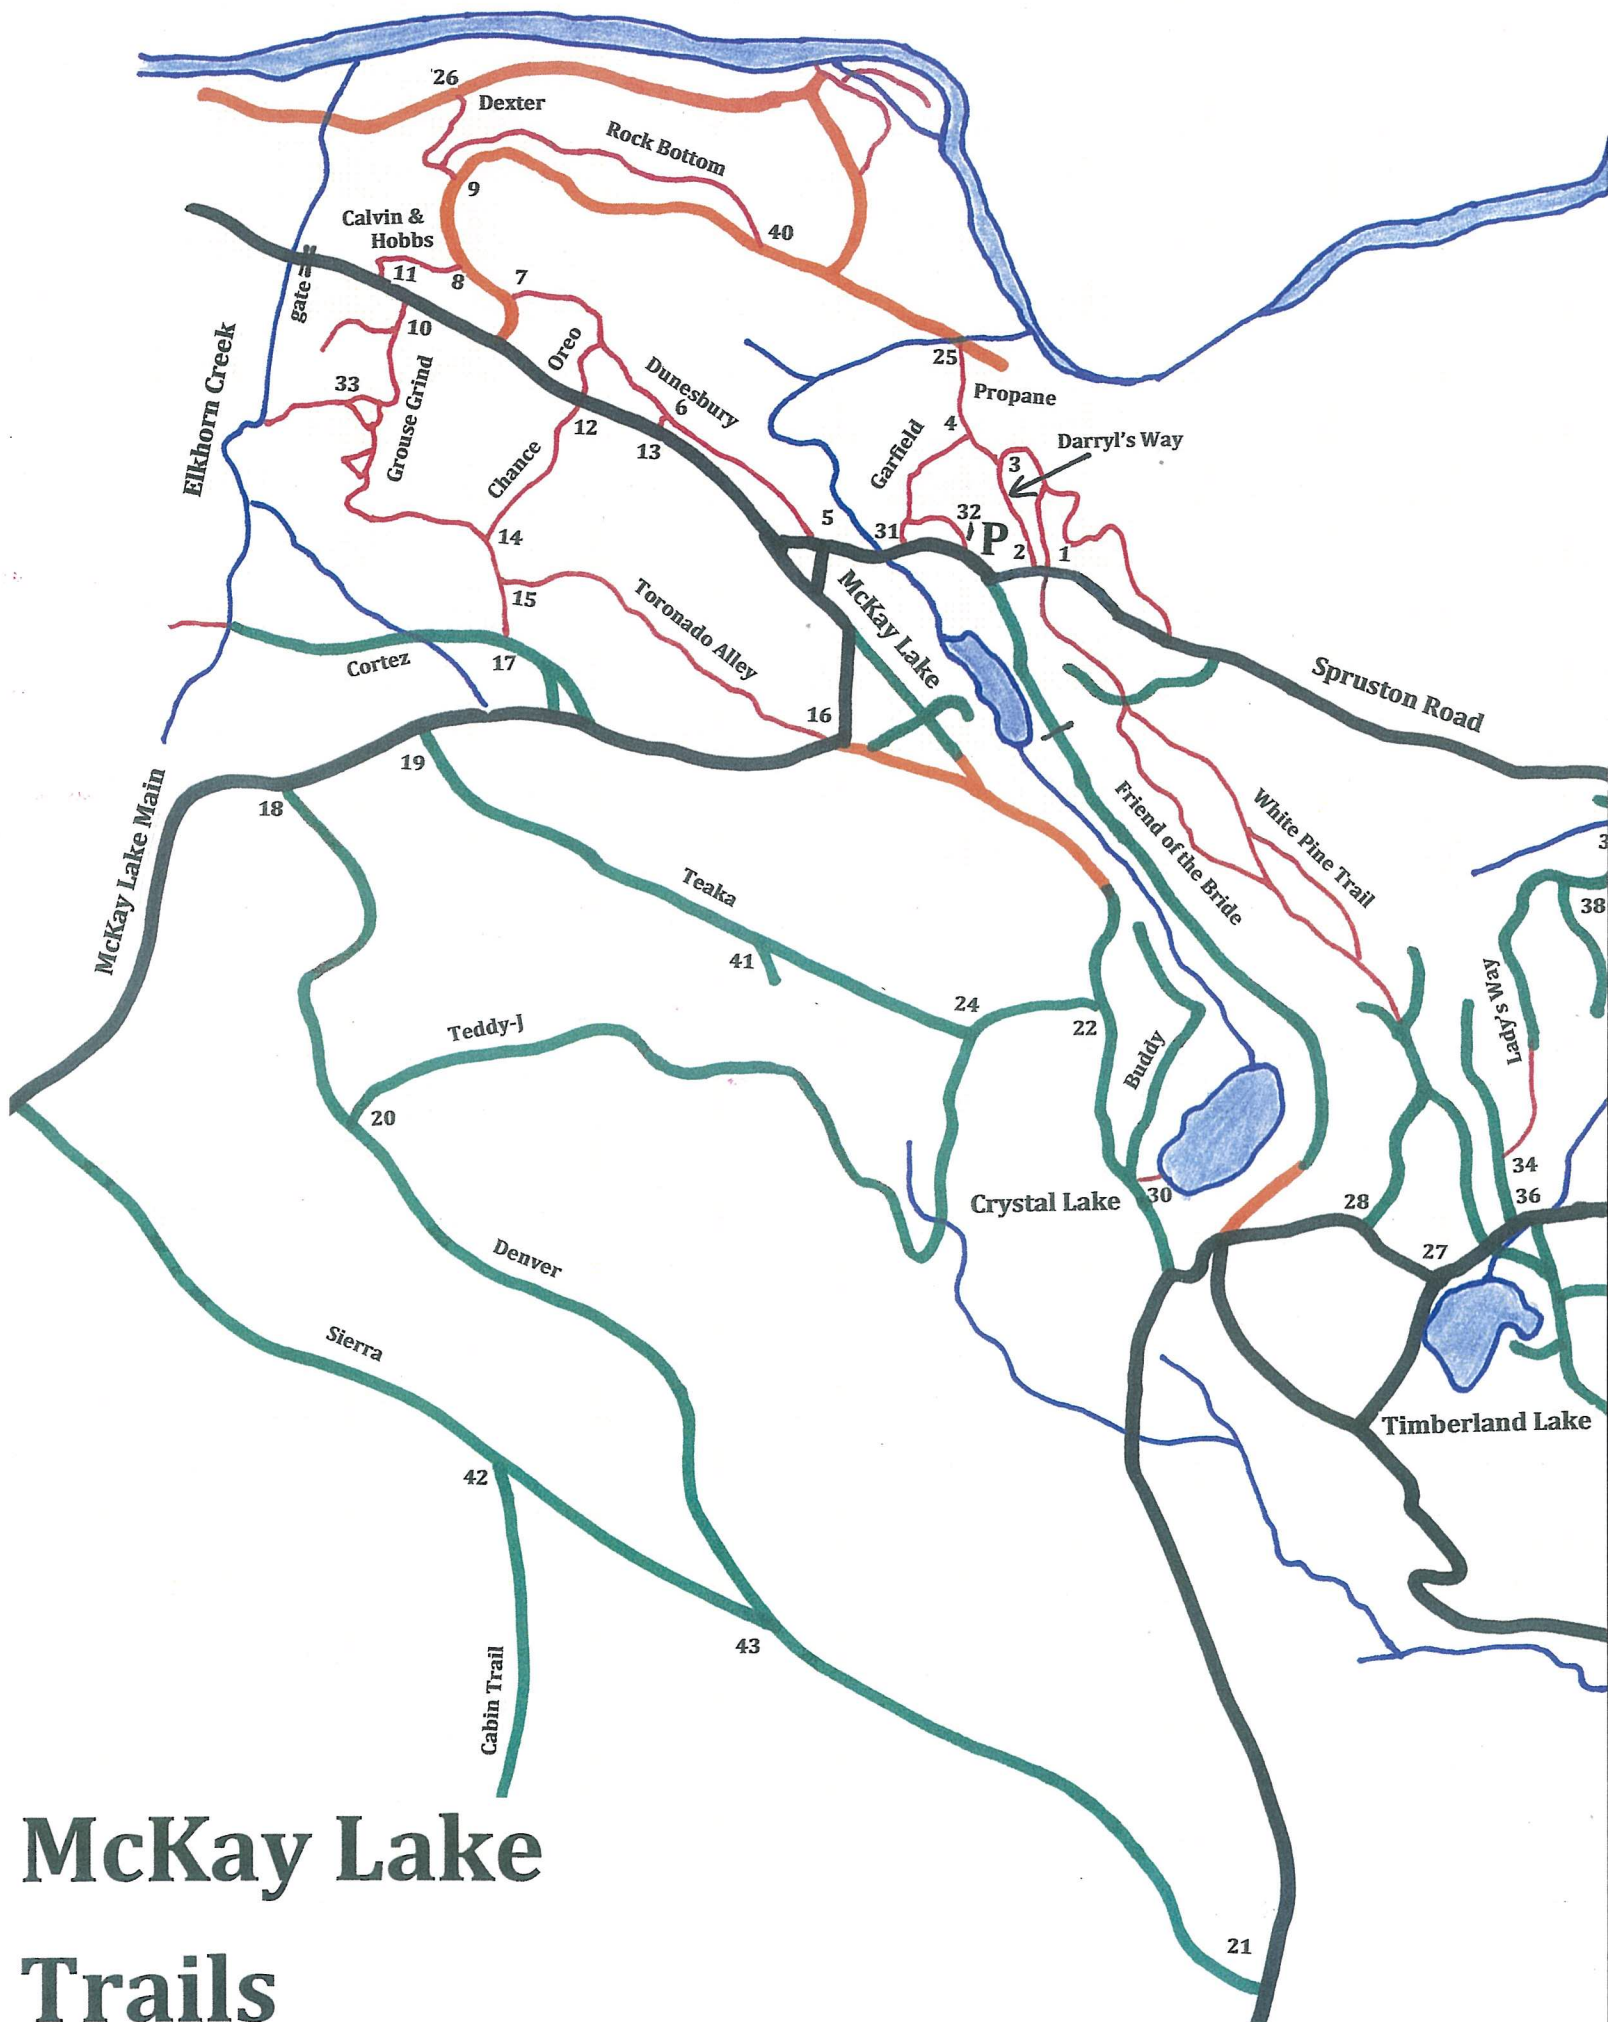 26
Dexter
Rock Bottom
9
Calvin &
Hobbs
40
11
8
7
gate
10
Oreo
25
Elkhorn Creek
33
Grouse Grind
Dunesbury
6
Propane
12
13
4
Darryl's Way
Garfield
3
Chance
5
32
31
P
2
1
14
15
Toronado Alley
McKay Lake
Cortez
17
Spruston Road
16
19
18
McKay Lake Main
Friend of the Bride
White Pine Trail
3
38
Teaka
41
Lady's Way
24
22
Teddy-J
Buddy
20
34
30
36
Crystal Lake
28
27
Denver
Sierra
Timberland Lake
42
43
Cabin Trail
McKay Lake
21
Trails